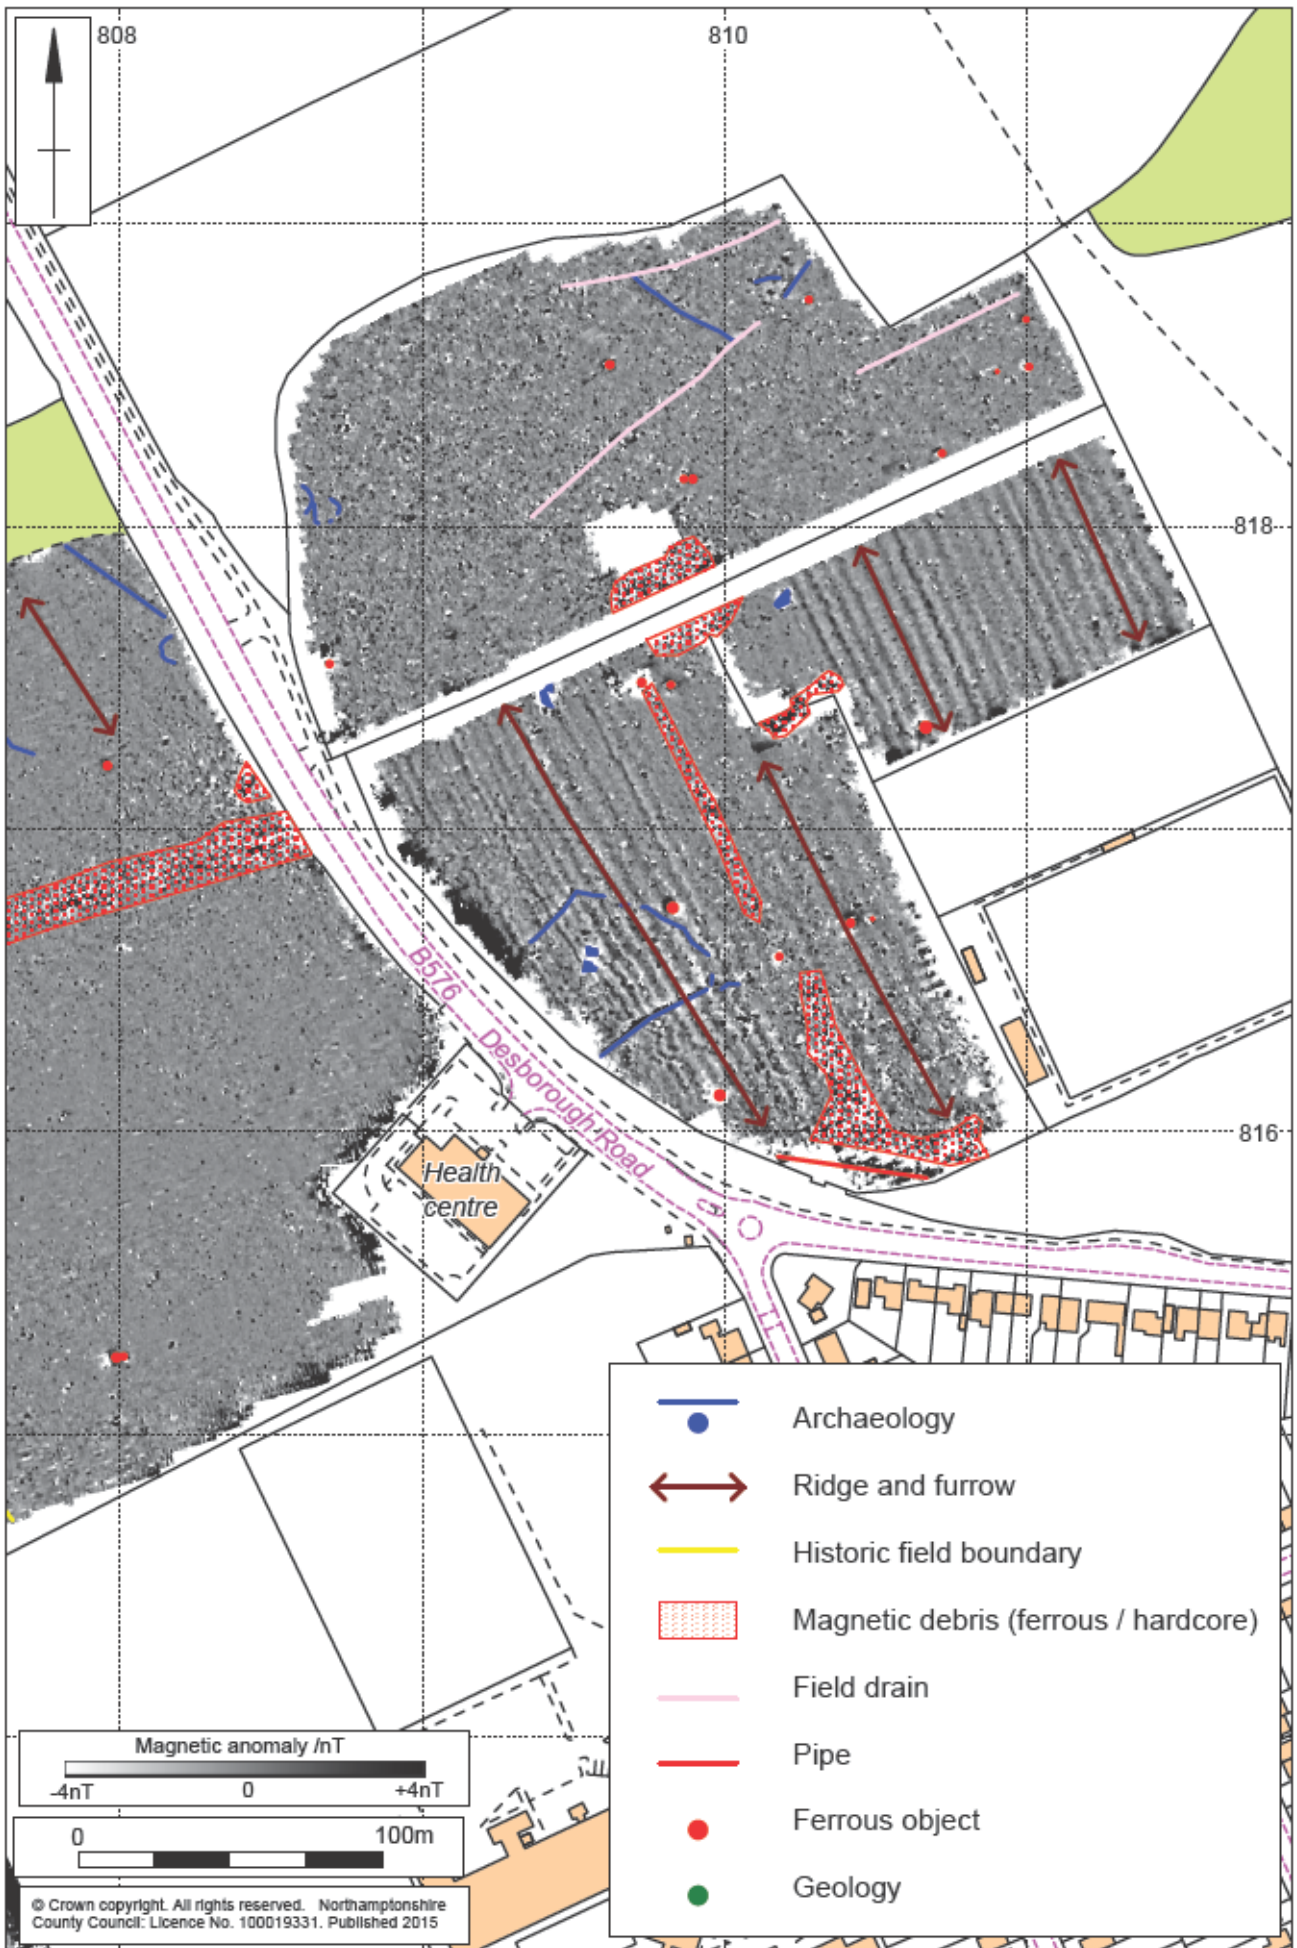 808
810
818
B576
Desborough Road
816
Health
centre
Archaeology
Ridge and furrow
Historic field boundary
Magnetic debris (ferrous / hardcore)
Field drain
Pipe
Ferrous object
Geology
Magnetic anomaly /nT
-4nT 0 +4nT
0 100m
© Crown copyright. All rights reserved. Northamptonshire
County Council: Licence No. 100019331. Published 2015